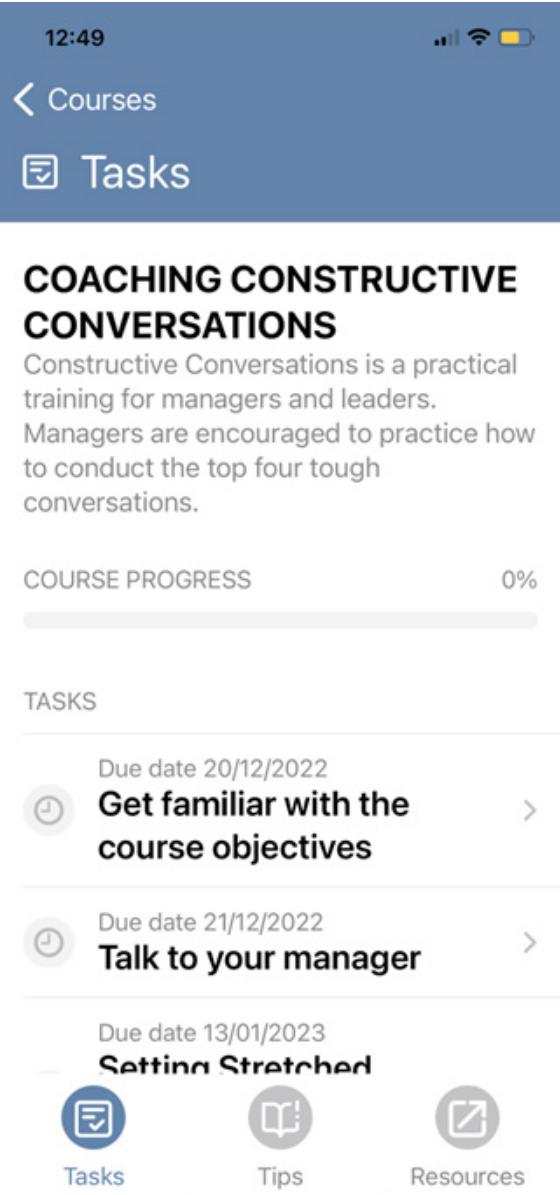 12:49
Courses
Tasks
COACHING CONSTRUCTIVE
CONVERSATIONS
Constructive Conversations is a practical
training for managers and leaders.
Managers are encouraged to practice how
to conduct the top four tough
conversations.
COURSE PROGRESS 0%
TASKS
Due date 20/12/2022
Get familiar with the
course objectives
Due date 21/12/2022
Talk to your manager
Due date 13/01/2023
Setting Stretched
Tasks Tips Resources